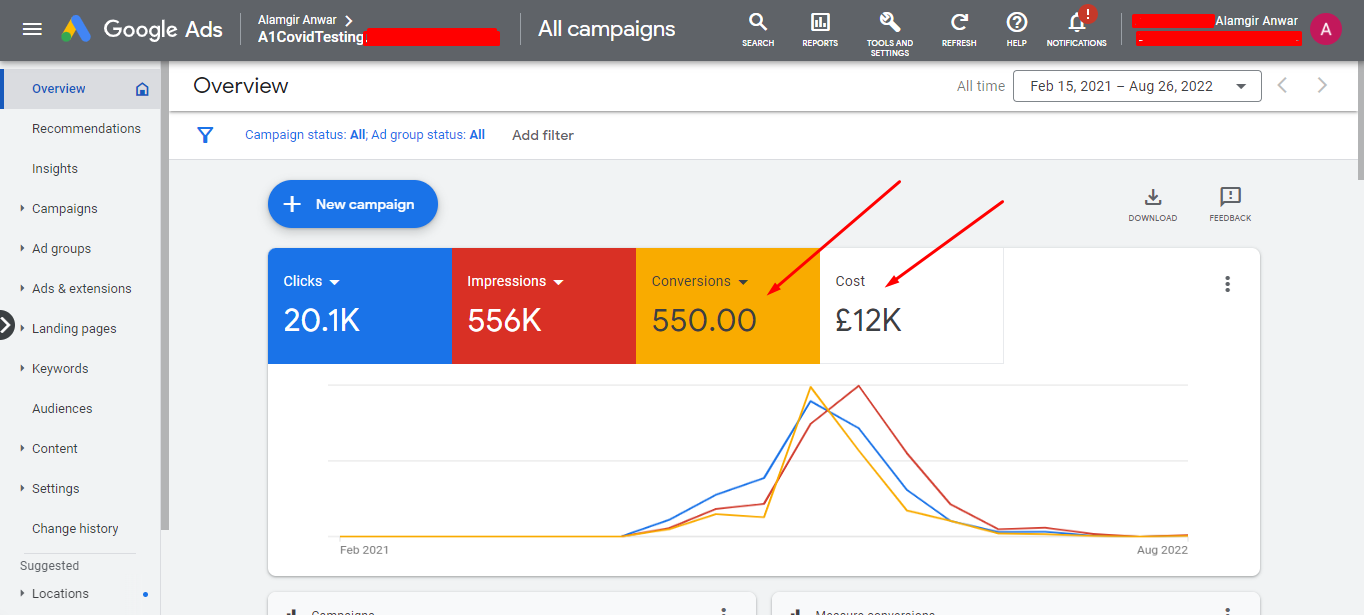 Google Ads
Alamgir Anwar
A1CovidTesting
All campaigns
SEARCH
REPORTS
TOOLS AND
SETTINGS
REFRESH
HELP
!
NOTIFICATIONS
Alamgir Anwar
A
Overview
Recommendations
Insights
Campaigns
Ad groups
Ads & extensions
Landing pages
Keywords
Audiences
Content
Settings
Change history
Suggested
Locations
Overview
All time
Feb 15, 2021 – Aug 26, 2022
Campaign status: All; Ad group status: All
Add filter
New campaign
DOWNLOAD
FEEDBACK
Clicks
20.1K
Impressions
556K
Conversions
550.00
Cost
£12K
Feb 2021
Aug 2022
Campaigns
Measure conversions